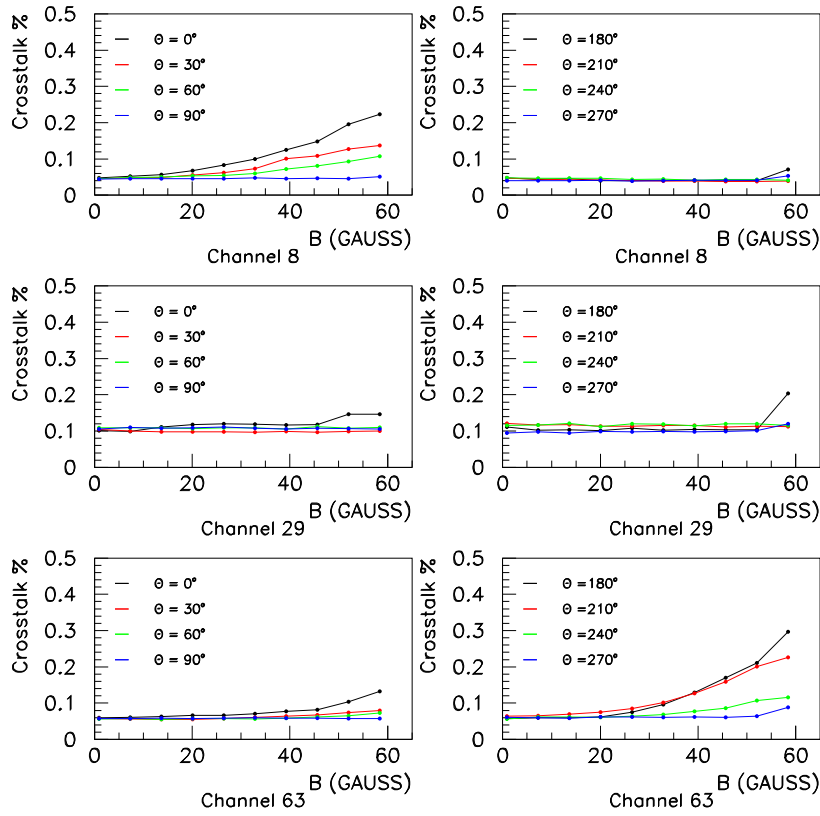 Crosstalk %
0.5
0.4
0.3
0.2
0.1
0
Θ = 0°
Θ = 30°
Θ = 60°
Θ = 90°
0 20 40 60
B (GAUSS)
Channel 8
Crosstalk %
0.5
0.4
0.3
0.2
0.1
0
Θ =180°
Θ =210°
Θ =240°
Θ =270°
0 20 40 60
B (GAUSS)
Channel 8
Crosstalk %
0.5
0.4
0.3
0.2
0.1
0
Θ = 0°
Θ = 30°
Θ = 60°
Θ = 90°
0 20 40 60
B (GAUSS)
Channel 29
Crosstalk %
0.5
0.4
0.3
0.2
0.1
0
Θ =180°
Θ =210°
Θ =240°
Θ =270°
0 20 40 60
B (GAUSS)
Channel 29
Crosstalk %
0.5
0.4
0.3
0.2
0.1
0
Θ = 0°
Θ = 30°
Θ = 60°
Θ = 90°
0 20 40 60
B (GAUSS)
Channel 63
Crosstalk %
0.5
0.4
0.3
0.2
0.1
0
Θ =180°
Θ =210°
Θ =240°
Θ =270°
0 20 40 60
B (GAUSS)
Channel 63